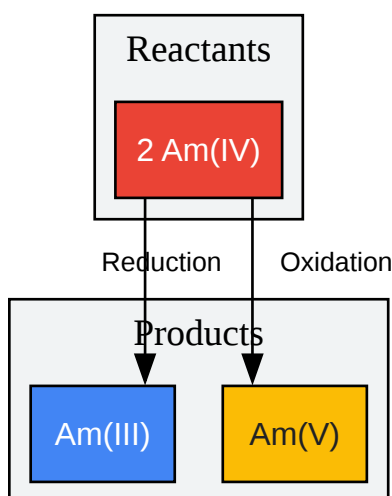 Reactants
2 Am(IV)
Reduction
Oxidation
Products
Am(III)
Am(V)